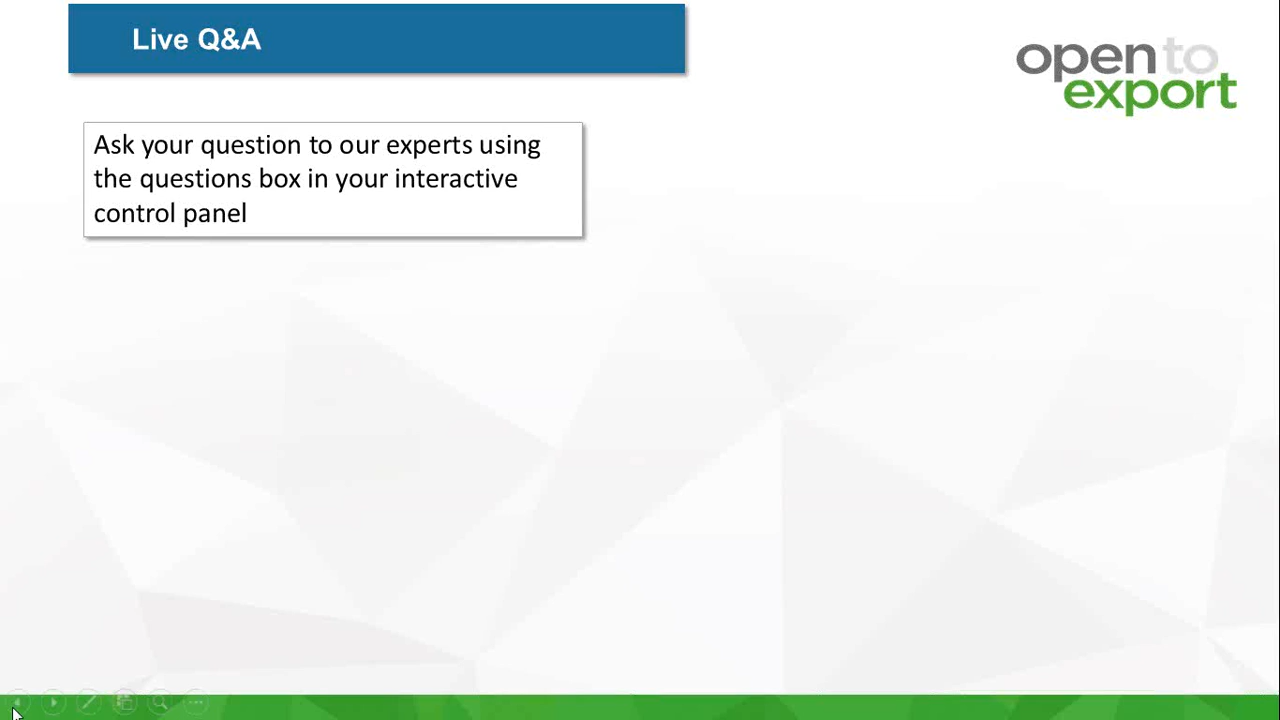 Live Q&A
open to
export
Ask your question to our experts using
the questions box in your interactive
control panel